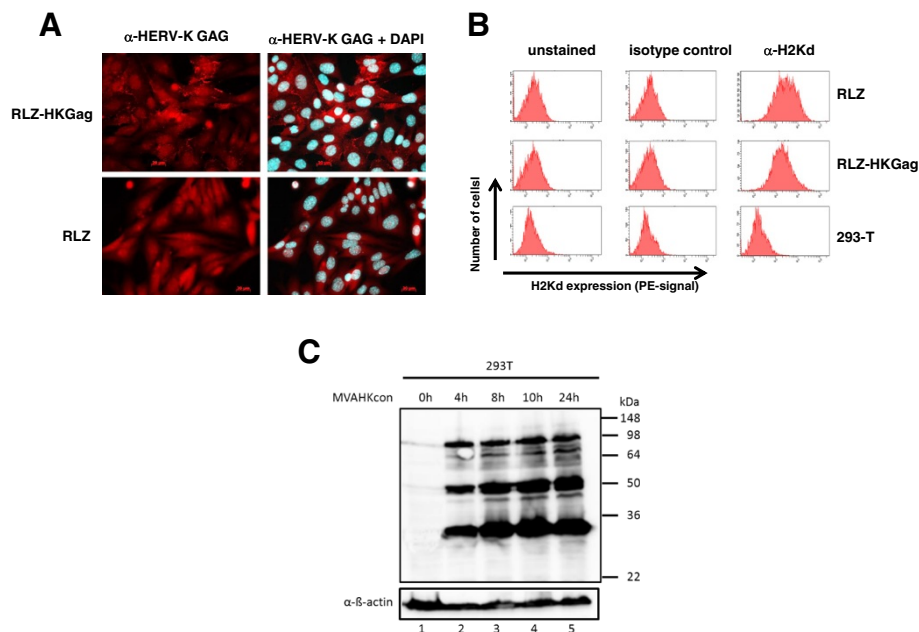 A
α-HERV-K GAG
α-HERV-K GAG + DAPI
RLZ-HKGag
RLZ
B
unstained
isotype control
α-H2Kd
RLZ
RLZ-HKGag
293-T
Number of cellsl
H2Kd expression (PE-signal)
C
293T
MVAHKcon 0h 4h 8h 10h 24h
kDa
148
98
64
50
36
22
α-ß-actin
1 2 3 4 5